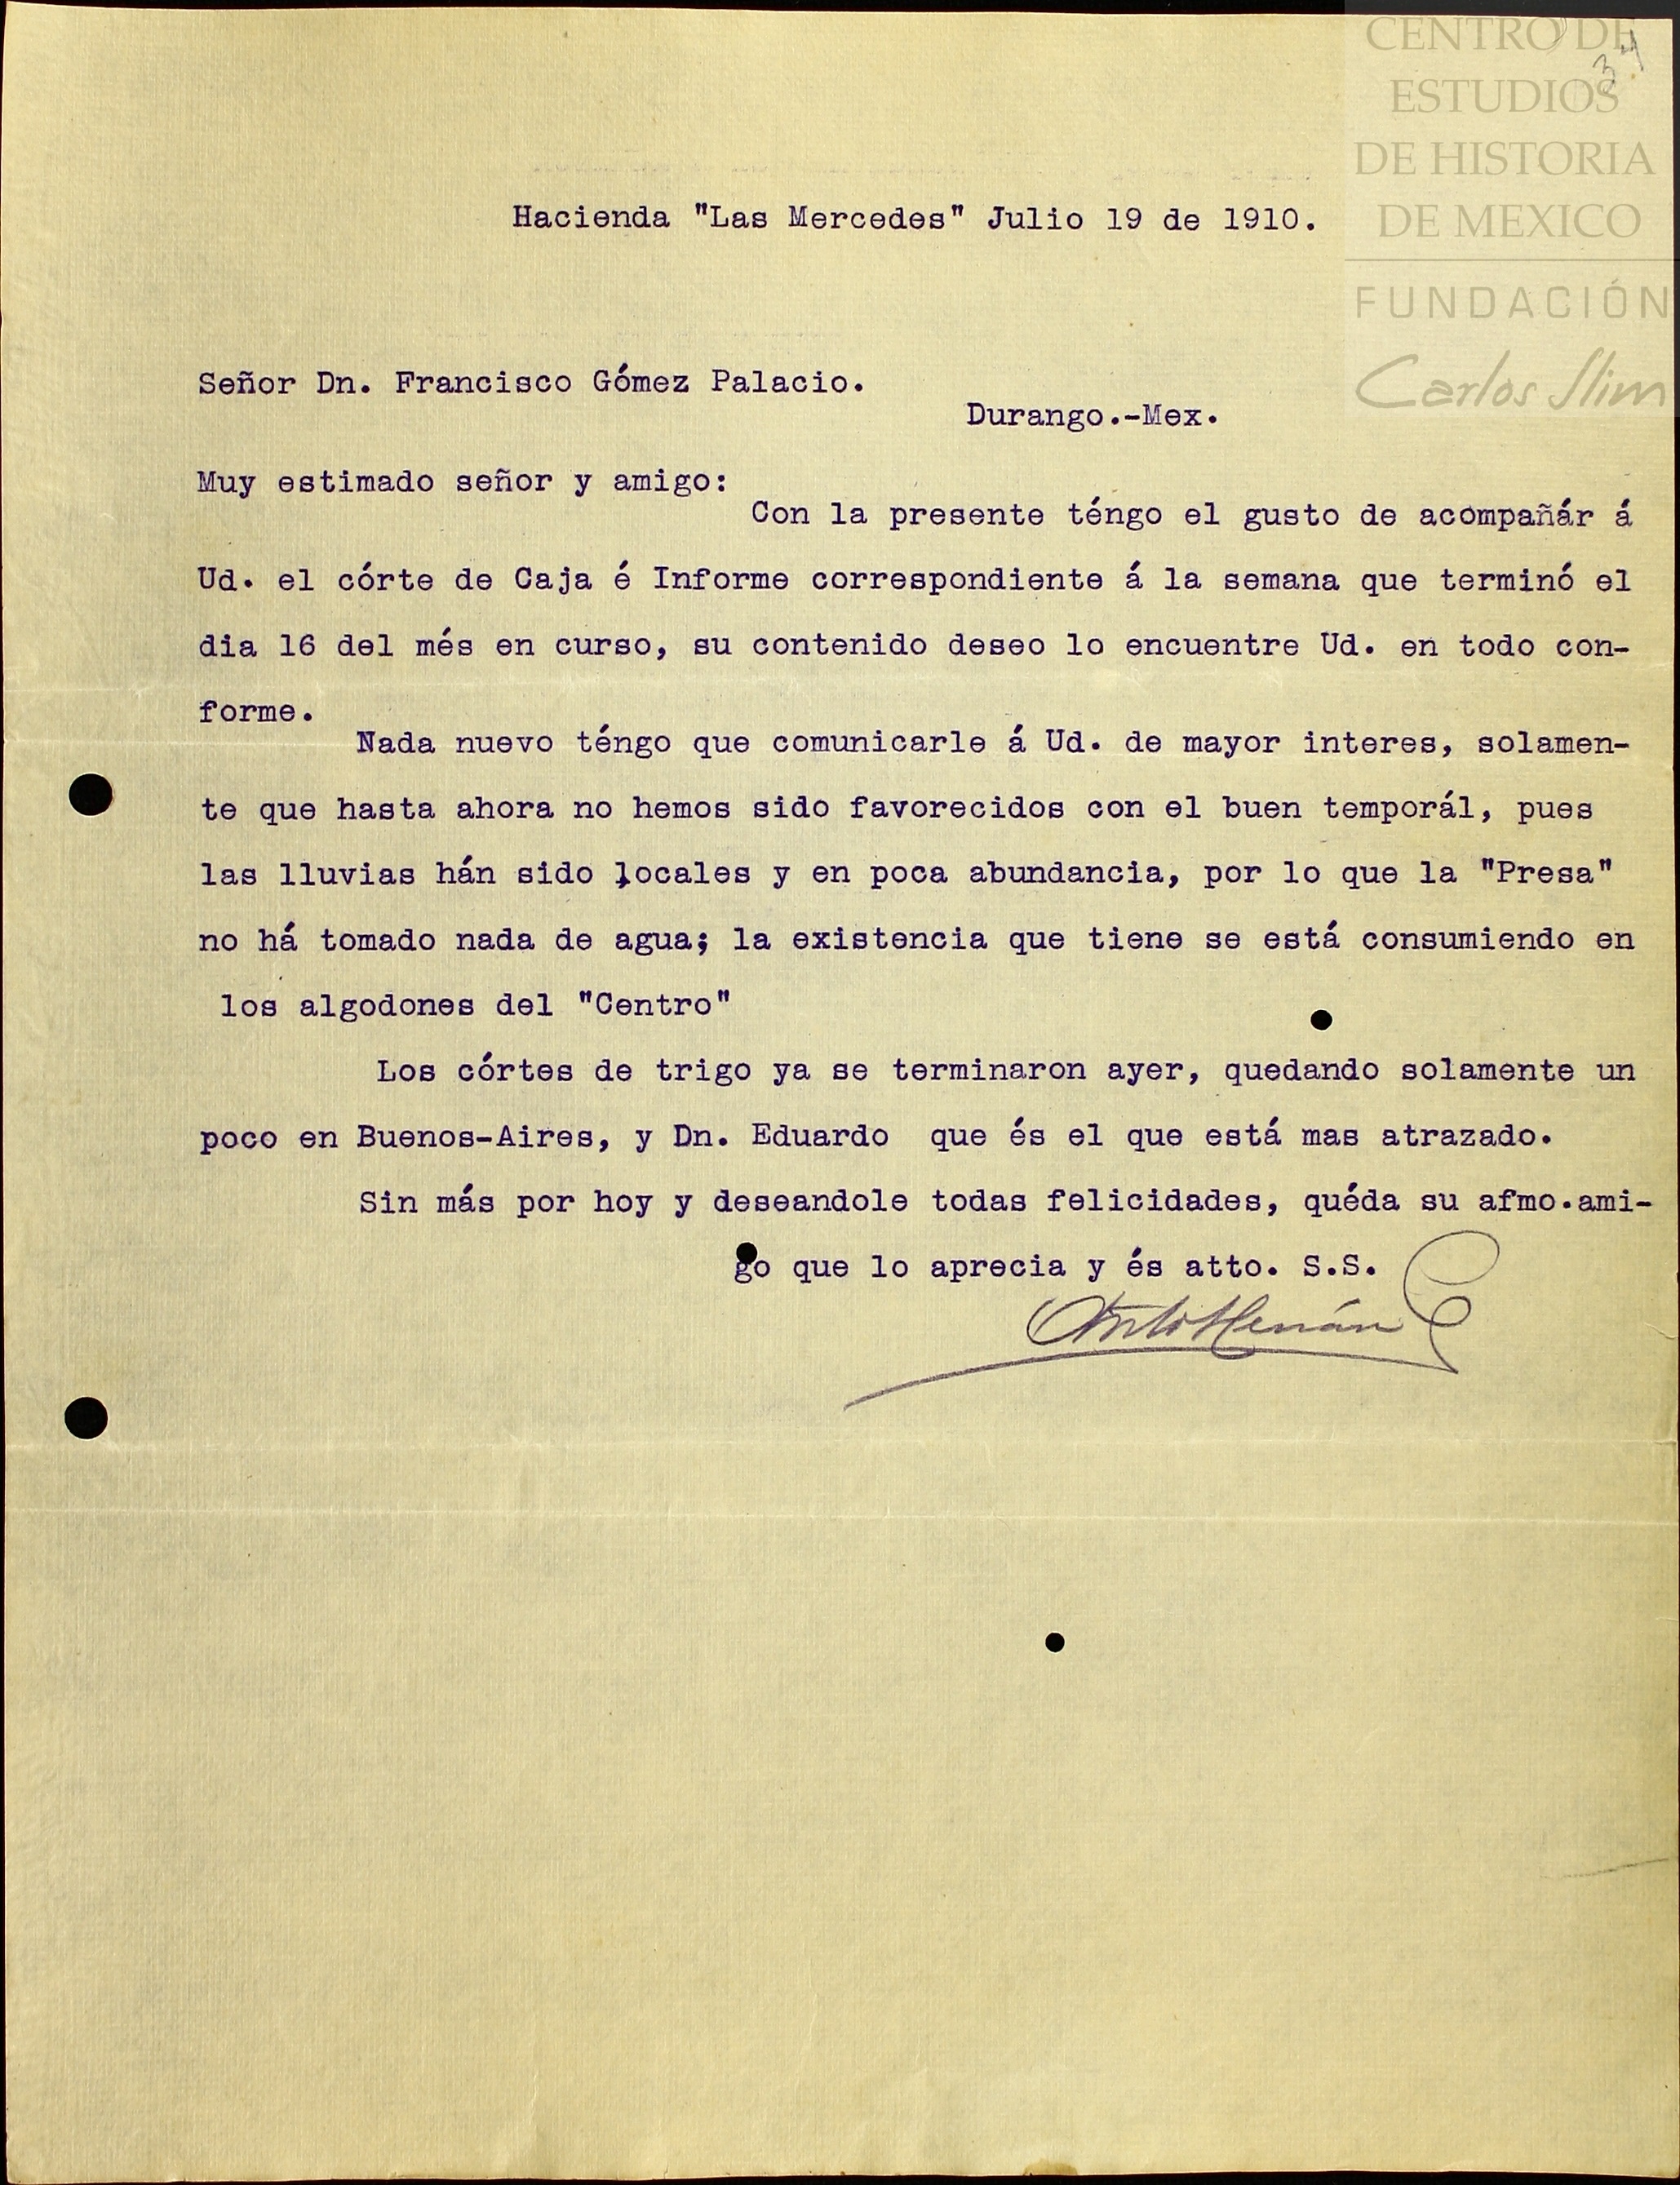 CENTRO DE
ESTUDIOS
DE HISTORIA
DE MEXICO
FUNDACIÓN
Carlos Slim
34
Hacienda "Las Mercedes" Julio 19 de 1910.
Señor Dn. Francisco Gómez Palacio.
Durango.-Mex.
Muy estimado señor y amigo:
Con la presente téngo el gusto de acompañár á
Ud. el córte de Caja é Informe correspondiente á la semana que terminó el
dia 16 del més en curso, su contenido deseo lo encuentre Ud. en todo con-
forme.
Nada nuevo téngo que comunicarle á Ud. de mayor interes, solamen-
te que hasta ahora no hemos sido favorecidos con el buen temporál, pues
las lluvias hán sido locales y en poca abundancia, por lo que la "Presa"
no há tomado nada de agua; la existencia que tiene se está consumiendo en
los algodones del "Centro"
Los córtes de trigo ya se terminaron ayer, quedando solamente un
poco en Buenos-Aires, y Dn. Eduardo que és el que está mas atrazado.
Sin más por hoy y deseandole todas felicidades, quéda su afmo.ami-
go que lo aprecia y és atto. S.S.